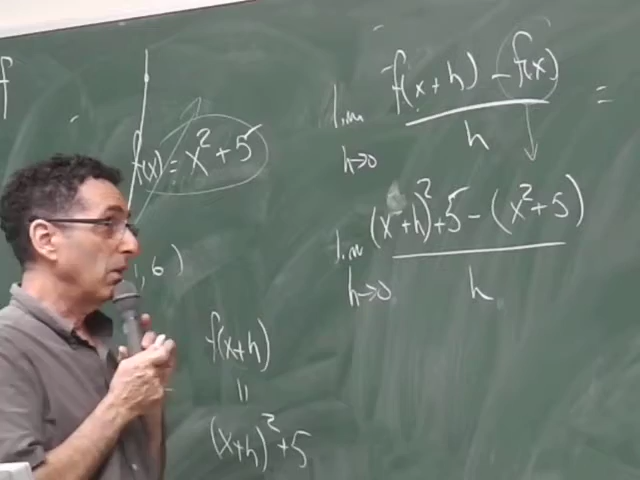 f
f(x) = x² + 5
, 6 )
f(x+h)
"
(x+h)² + 5
lim f(x+h) - f(x) =
h→0 h
lim (x+h)² + 5 - (x² + 5)
h→0 h